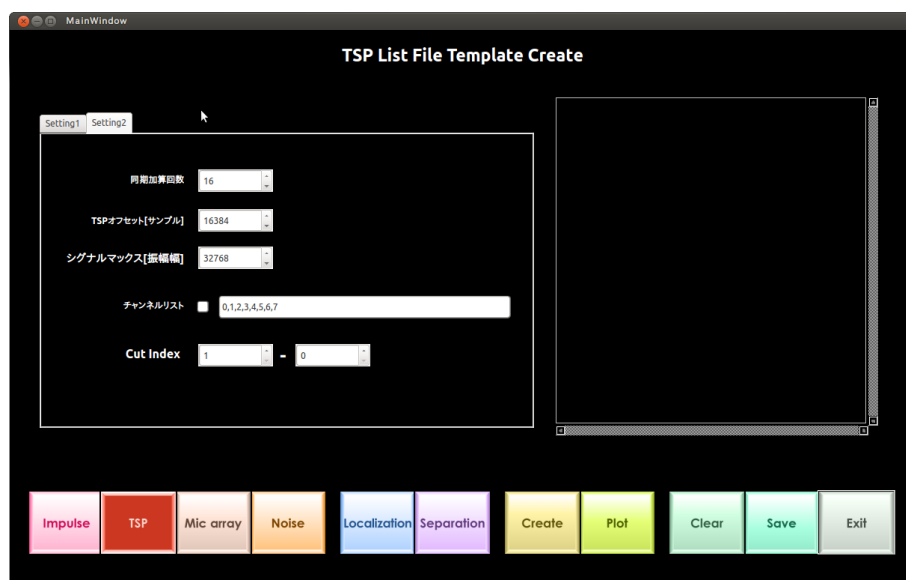 MainWindow
TSP List File Template Create
Setting1 Setting2
同期加算回数 16
TSPオフセット[サンプル] 16384
シグナルマックス[振幅幅] 32768
チャンネルリスト 0,1,2,3,4,5,6,7
Cut Index 1 - 0
Impulse TSP Mic array Noise Localization Separation Create Plot Clear Save Exit